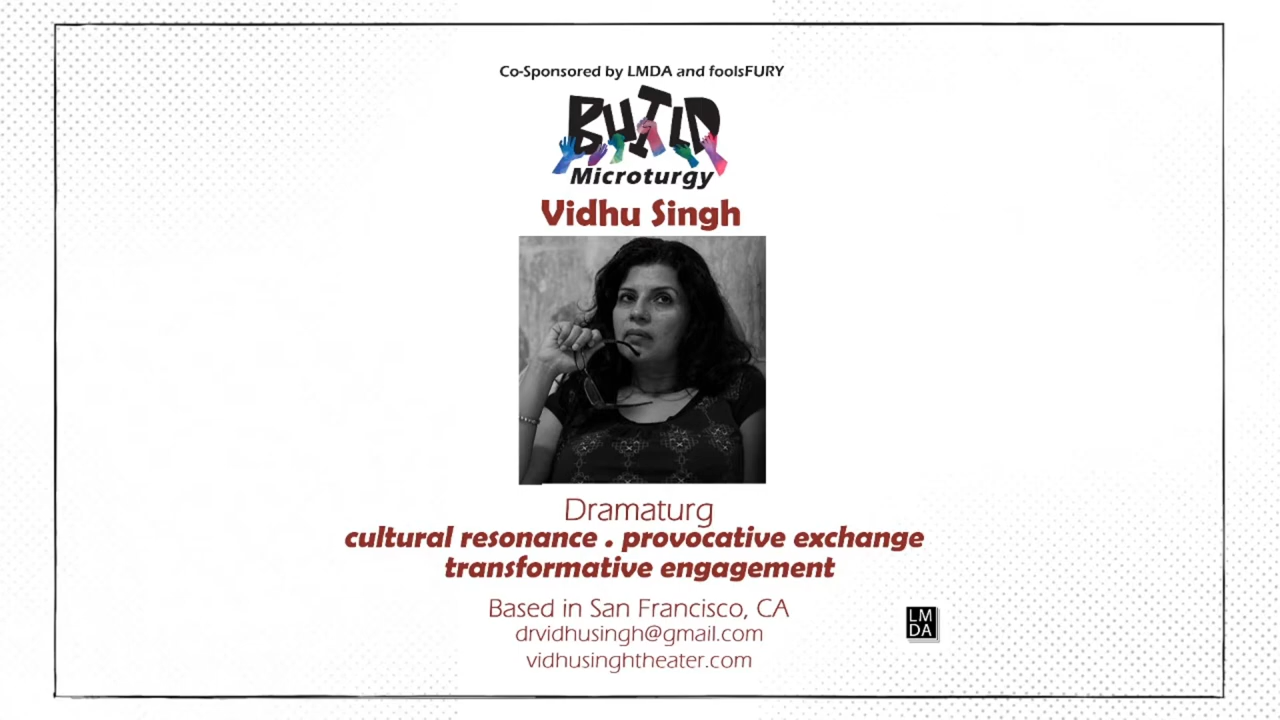 Co-Sponsored by LMDA and foolsFURY
BUILD
Microturgy
Vidhu Singh
Dramaturg
cultural resonance . provocative exchange
transformative engagement
Based in San Francisco, CA
drvidhusingh@gmail.com
vidhusinghtheater.com
LM
DA